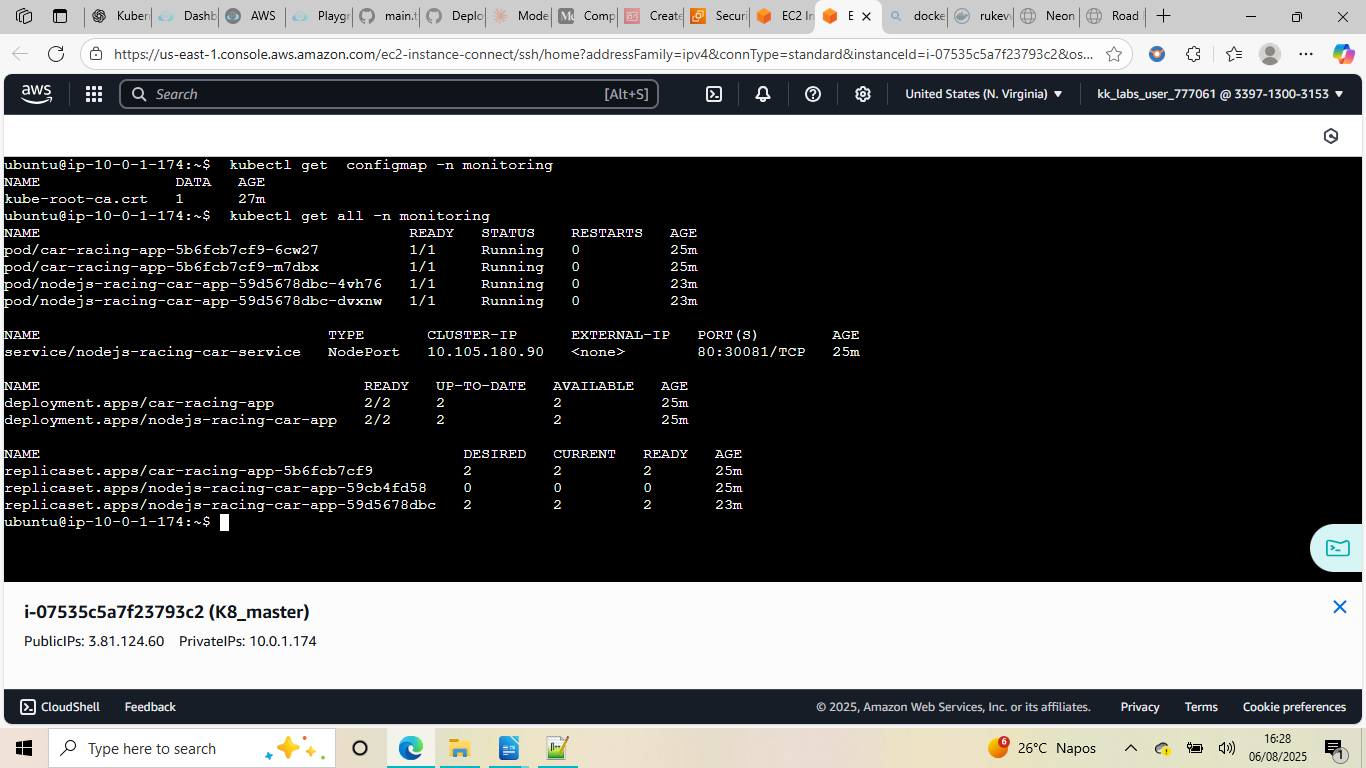 Kuber
Dashb
AWS
Playgr
main.t
Deplo
Mode
Comp
Create
Securi
EC2 In
E
docke
rukevv
Neon
Road
https://us-east-1.console.aws.amazon.com/ec2-instance-connect/ssh/home?addressFamily=ipv4&connType=standard&instanceId=i-07535c5a7f23793c2&os...
aws
Search
[Alt+S]
United States (N. Virginia)
kk_labs_user_777061 @ 3397-1300-3153
ubuntu@ip-10-0-1-174:~$  kubectl get  configmap -n monitoring
NAME               DATA   AGE
kube-root-ca.crt   1      27m
ubuntu@ip-10-0-1-174:~$  kubectl get all -n monitoring
NAME                                         READY   STATUS    RESTARTS   AGE
pod/car-racing-app-5b6fcb7cf9-6cw27          1/1     Running   0          25m
pod/car-racing-app-5b6fcb7cf9-m7dbx          1/1     Running   0          25m
pod/nodejs-racing-car-app-59d5678dbc-4vh76   1/1     Running   0          23m
pod/nodejs-racing-car-app-59d5678dbc-dvxnw   1/1     Running   0          23m
NAME                                TYPE       CLUSTER-IP      EXTERNAL-IP   PORT(S)        AGE
service/nodejs-racing-car-service   NodePort   10.105.180.90   <none>        80:30081/TCP   25m
NAME                                    READY   UP-TO-DATE   AVAILABLE   AGE
deployment.apps/car-racing-app          2/2     2            2           25m
deployment.apps/nodejs-racing-car-app   2/2     2            2           25m
NAME                                               DESIRED   CURRENT   READY   AGE
replicaset.apps/car-racing-app-5b6fcb7cf9          2         2         2       25m
replicaset.apps/nodejs-racing-car-app-59cb4fd58    0         0         0       25m
replicaset.apps/nodejs-racing-car-app-59d5678dbc   2         2         2       23m
ubuntu@ip-10-0-1-174:~$
i-07535c5a7f23793c2 (K8_master)
PublicIPs: 3.81.124.60    PrivateIPs: 10.0.1.174
CloudShell
Feedback
© 2025, Amazon Web Services, Inc. or its affiliates.
Privacy
Terms
Cookie preferences
Type here to search
6
26°C
Napos
16:28
06/08/2025
1